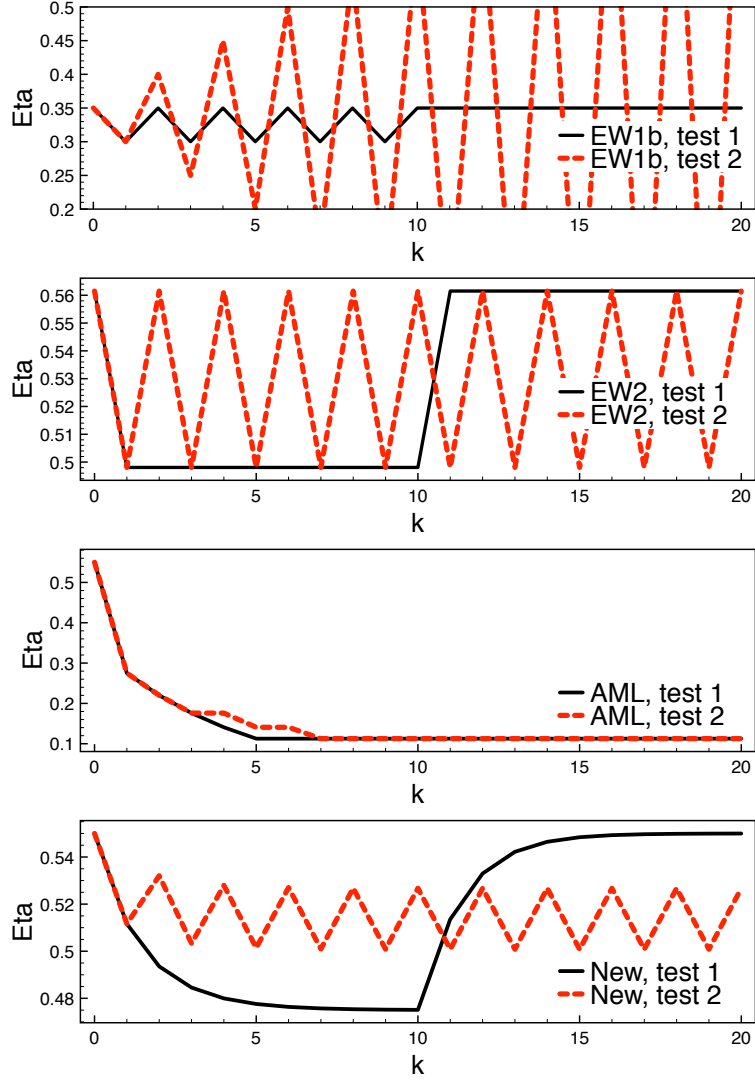 0.5
0.45
0.4
0.35
0.3
0.25
0.2
Eta
EW1b, test 1
EW1b, test 2
0 5 10 15 20
k
0.56
0.55
0.54
0.53
0.52
0.51
0.5
Eta
EW2, test 1
EW2, test 2
0 5 10 15 20
k
0.5
0.4
0.3
0.2
0.1
Eta
AML, test 1
AML, test 2
0 5 10 15 20
k
0.54
0.52
0.5
0.48
Eta
New, test 1
New, test 2
0 5 10 15 20
k